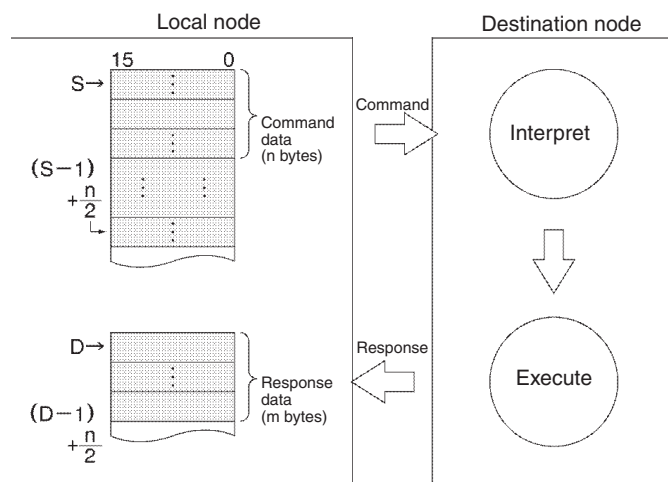 Local node
Destination node
15 0
S→
Command
data
(n bytes)
(S−1)
+n/2
Command
Interpret
D→
Response
data
(m bytes)
(D−1)
+n/2
Response
Execute